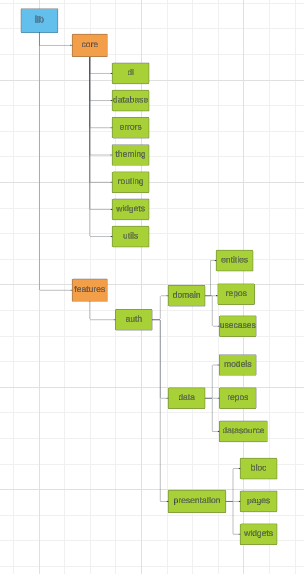 lib
core
di
database
errors
theming
routing
widgets
utils
features
auth
domain
entities
repos
usecases
data
models
repos
datasource
presentation
bloc
pages
widgets